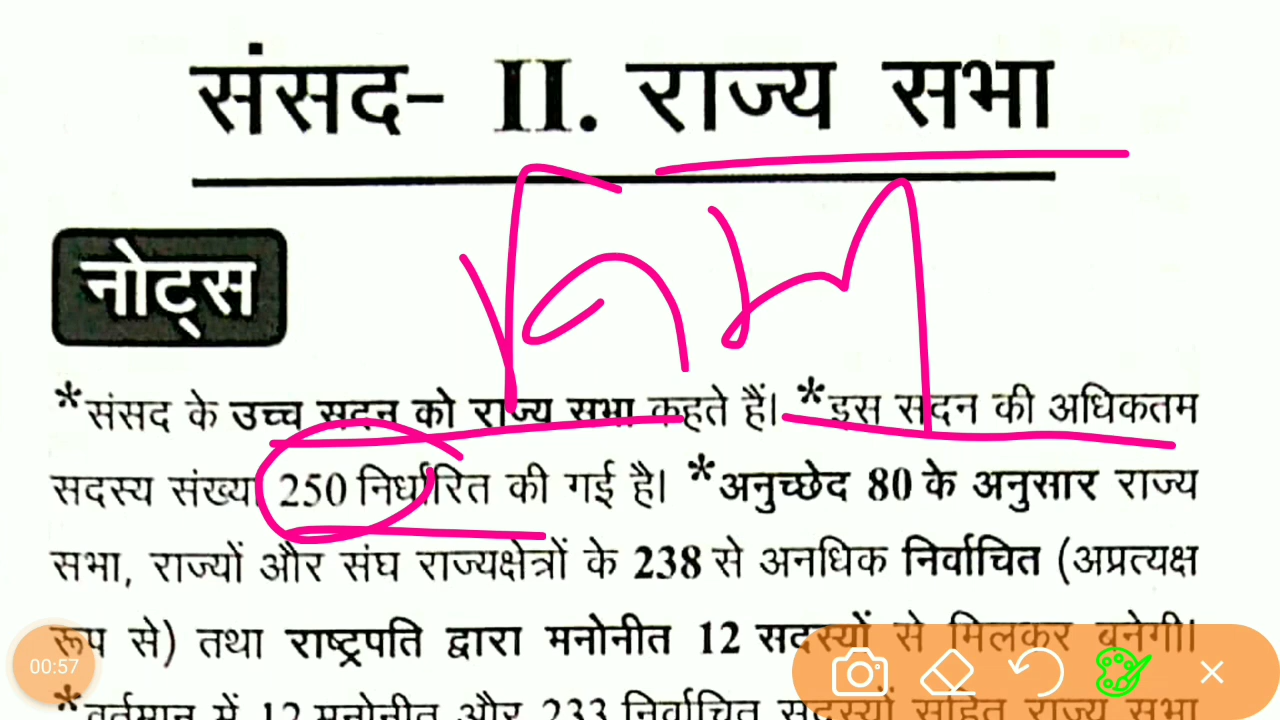 संसद- II. राज्य सभा
नोट्स
*संसद के उच्च सदन को राज्य सभा कहते हैं। *इस सदन की अधिकतम
सदस्य संख्या 250 निर्धारित की गई है। *अनुच्छेद 80 के अनुसार राज्य
सभा, राज्यों और संघ राज्यक्षेत्रों के 238 से अनधिक निर्वाचित (अप्रत्यक्ष
रूप से) तथा राष्ट्रपति द्वारा मनोनीत 12 सदस्यों से मिलकर बनेगी।
*वर्तमान में 12 मनोनीत और 233 निर्वाचित सदस्यों सहित राज्य सभा
00:57